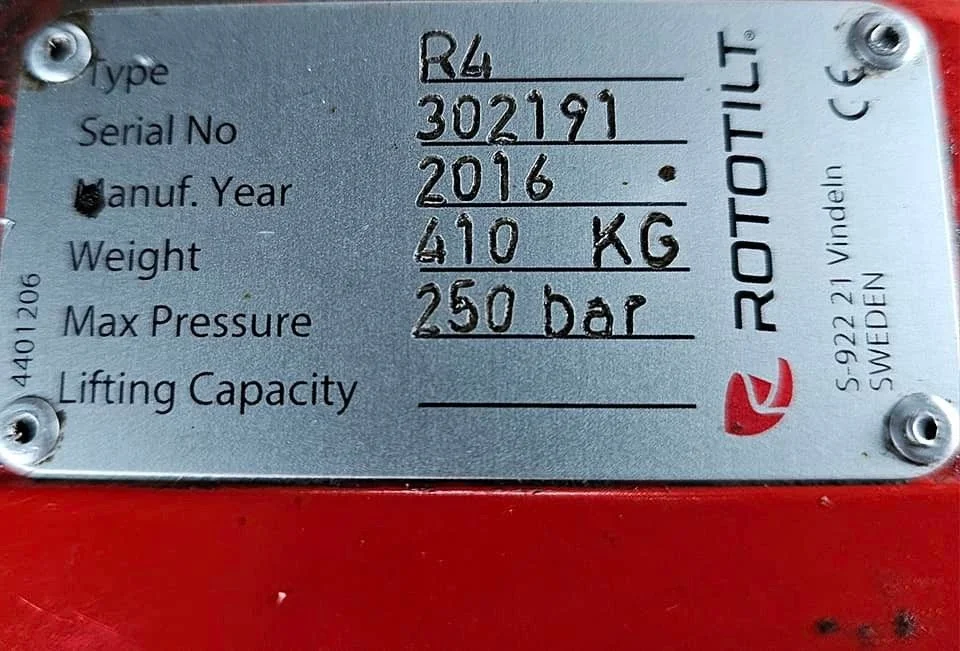 Type R4
Serial No 302191
Manuf. Year 2016
Weight 410 KG
Max Pressure 250 bar
Lifting Capacity
4401206
ROTOTILT®
CE
S-922 21 Vindeln
SWEDEN